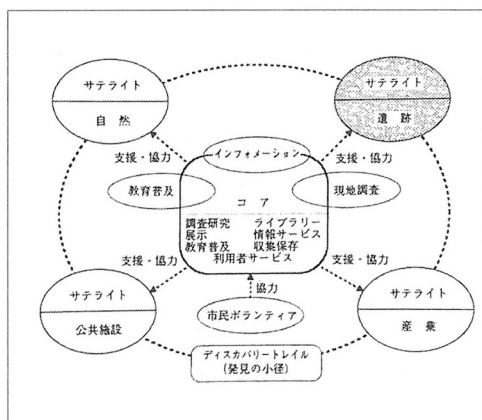 サテライト
自 然
サテライト
遺 跡
支援・協力
インフォメーション
支援・協力
教育普及
現地調査
コ ア
調査研究 ライブラリー
展示 情報サービス
教育普及 収集保存
利用者サービス
支援・協力
支援・協力
サテライト
公共施設
協力
市民ボランティア
サテライト
産 業
ディスカバリートレイル
(発見の小径)